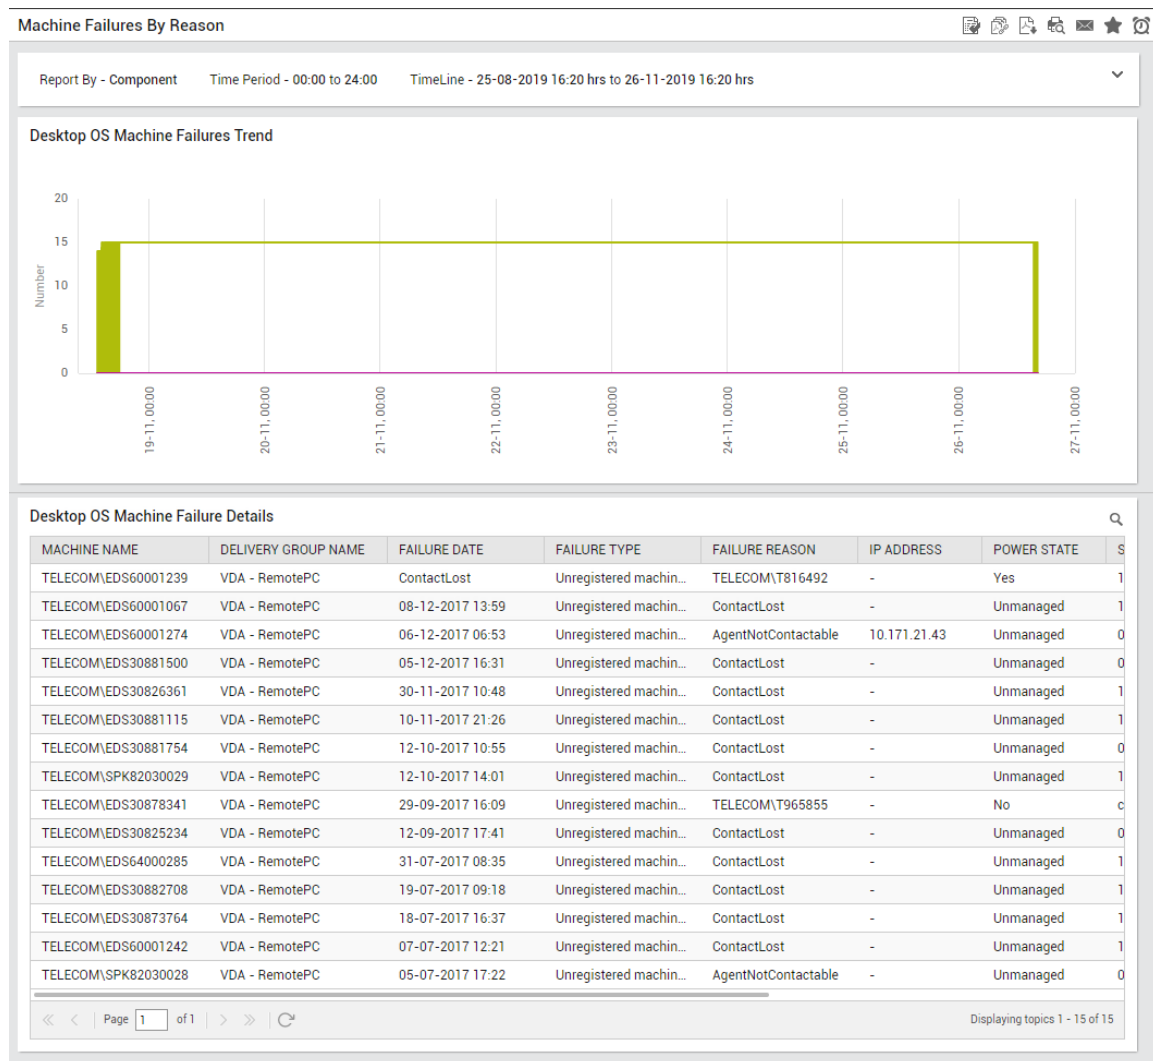 Machine Failures By Reason
Report By - Component Time Period - 00:00 to 24:00 TimeLine - 25-08-2019 16:20 hrs to 26-11-2019 16:20 hrs
Desktop OS Machine Failures Trend
20
15
10
5
0
Number
19-11, 00:00
20-11, 00:00
21-11, 00:00
22-11, 00:00
23-11, 00:00
24-11, 00:00
25-11, 00:00
26-11, 00:00
27-11, 00:00
Desktop OS Machine Failure Details
MACHINE NAME DELIVERY GROUP NAME FAILURE DATE FAILURE TYPE FAILURE REASON IP ADDRESS POWER STATE S
TELECOM\EDS60001239 VDA - RemotePC ContactLost Unregistered machin... TELECOM\T816492 - Yes 1
TELECOM\EDS60001067 VDA - RemotePC 08-12-2017 13:59 Unregistered machin... ContactLost - Unmanaged 1
TELECOM\EDS60001274 VDA - RemotePC 06-12-2017 06:53 Unregistered machin... AgentNotContactable 10.171.21.43 Unmanaged 0
TELECOM\EDS30881500 VDA - RemotePC 05-12-2017 16:31 Unregistered machin... ContactLost - Unmanaged 0
TELECOM\EDS30826361 VDA - RemotePC 30-11-2017 10:48 Unregistered machin... ContactLost - Unmanaged 1
TELECOM\EDS30881115 VDA - RemotePC 10-11-2017 21:26 Unregistered machin... ContactLost - Unmanaged 1
TELECOM\EDS30881754 VDA - RemotePC 12-10-2017 10:55 Unregistered machin... ContactLost - Unmanaged 0
TELECOM\SPK82030029 VDA - RemotePC 12-10-2017 14:01 Unregistered machin... ContactLost - Unmanaged 1
TELECOM\EDS30878341 VDA - RemotePC 29-09-2017 16:09 Unregistered machin... TELECOM\T965855 - No c
TELECOM\EDS30825234 VDA - RemotePC 12-09-2017 17:41 Unregistered machin... ContactLost - Unmanaged 0
TELECOM\EDS64000285 VDA - RemotePC 31-07-2017 08:35 Unregistered machin... ContactLost - Unmanaged 1
TELECOM\EDS30882708 VDA - RemotePC 19-07-2017 09:18 Unregistered machin... ContactLost - Unmanaged 1
TELECOM\EDS30873764 VDA - RemotePC 18-07-2017 16:37 Unregistered machin... ContactLost - Unmanaged 1
TELECOM\EDS60001242 VDA - RemotePC 07-07-2017 12:21 Unregistered machin... ContactLost - Unmanaged 1
TELECOM\SPK82030028 VDA - RemotePC 05-07-2017 17:22 Unregistered machin... AgentNotContactable - Unmanaged 0
Page 1 of 1 Displaying topics 1 - 15 of 15